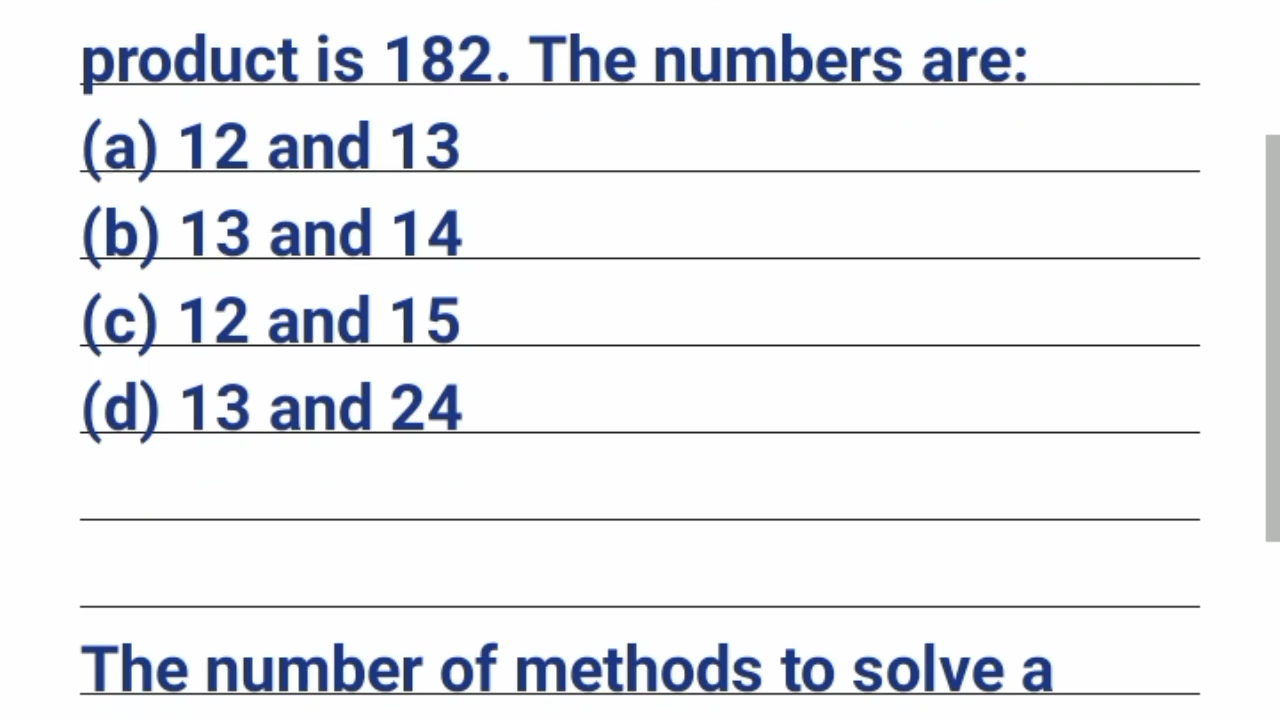 product is 182. The numbers are:
(a) 12 and 13
(b) 13 and 14
(c) 12 and 15
(d) 13 and 24
The number of methods to solve a